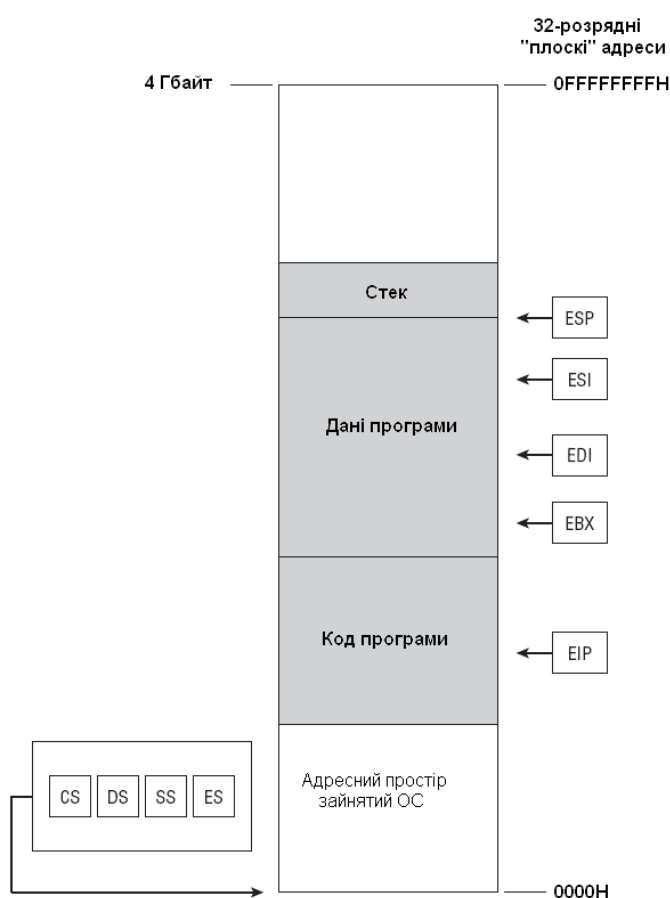 32-розрядні
"плоскі" адреси
4 Гбайт
0FFFFFFFFH
Стек
ESP
ESI
Дані програми
EDI
EBX
Код програми
EIP
CS DS SS ES
Адресний простір
зайнятий ОС
0000H